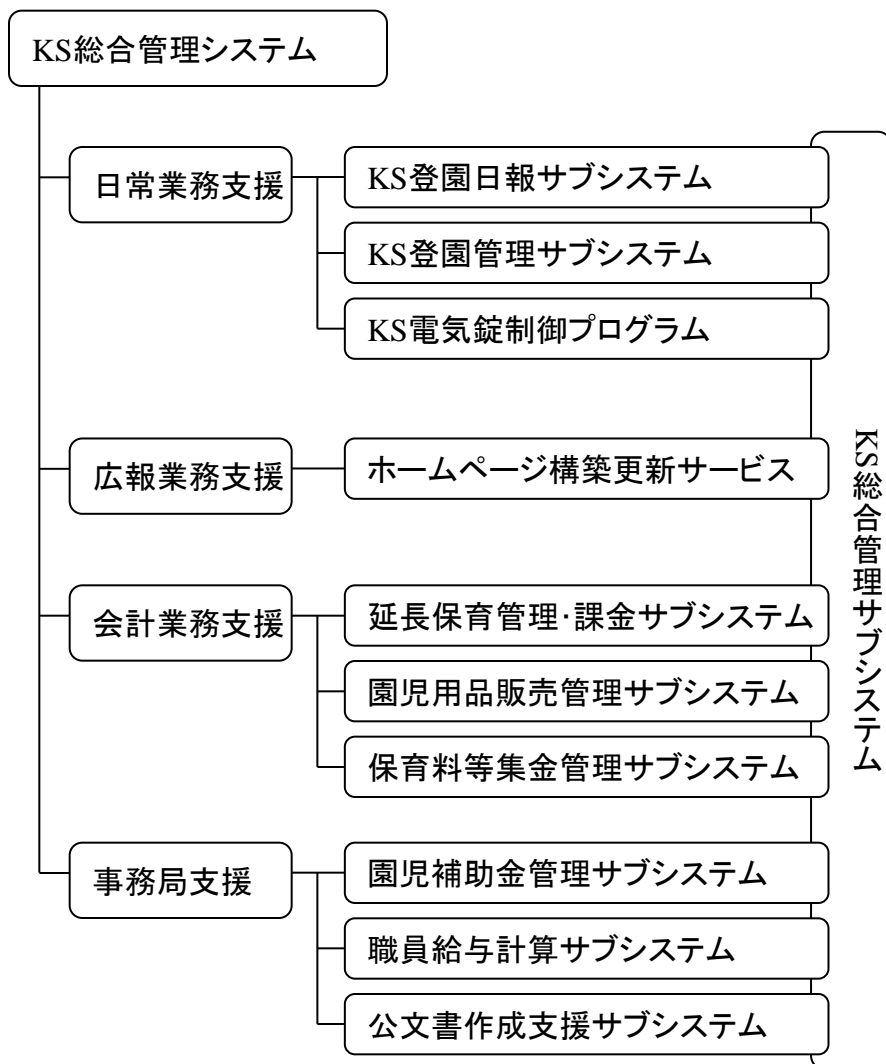 KS総合管理システム
日常業務支援
KS登園日報サブシステム
KS登園管理サブシステム
KS電気錠制御プログラム
広報業務支援
ホームページ構築更新サービス
会計業務支援
延長保育管理・課金サブシステム
園児用品販売管理サブシステム
保育料等集金管理サブシステム
事務局支援
園児補助金管理サブシステム
職員給与計算サブシステム
公文書作成支援サブシステム
KS総合管理サブシステム